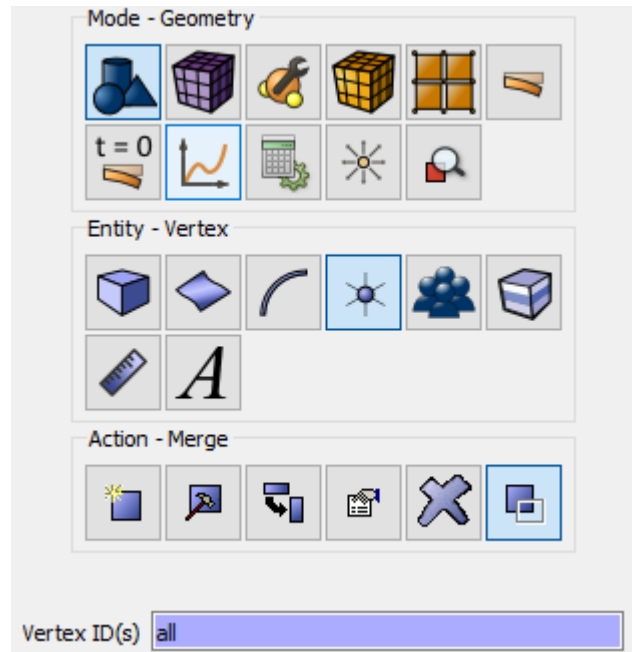 Mode - Geometry
t = 0
Entity - Vertex
A
Action - Merge
Vertex ID(s) all